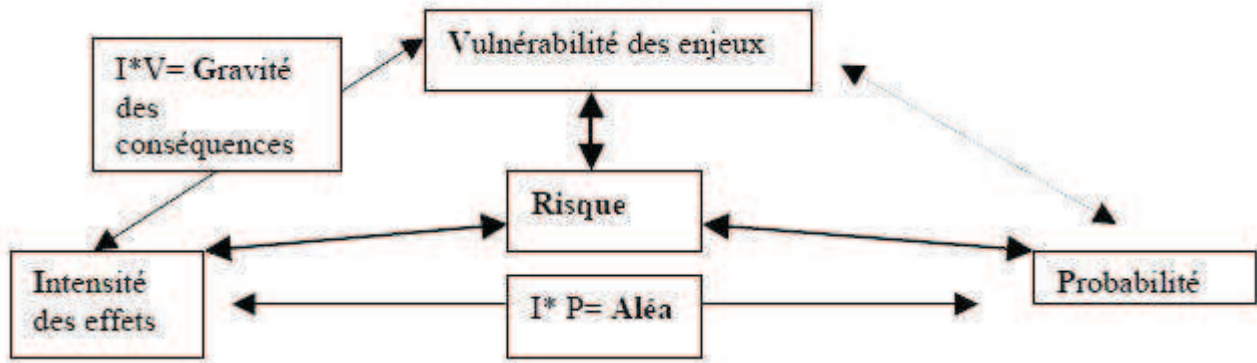 Vulnérabilité des enjeux
I*V= Gravité
des
conséquences
Risque
Intensité
des effets
I* P= Aléa
Probabilité